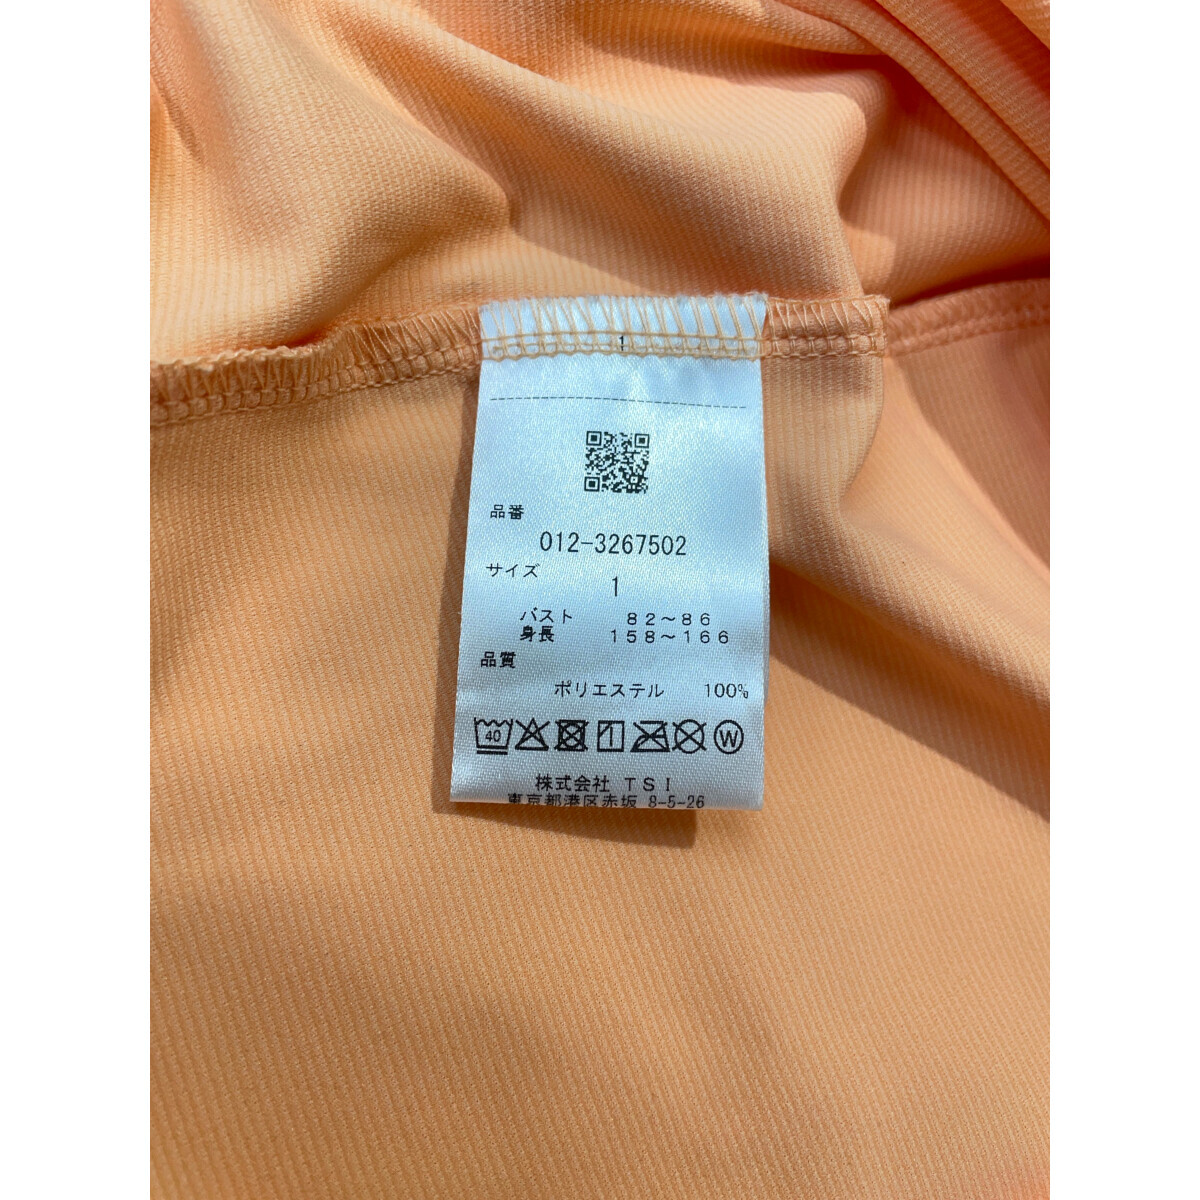 1
品番
012-3267502
サイズ
1
バスト 82～86
身長 158～166
品質
ポリエステル 100%
40 W
株式会社 TSI
東京都港区赤坂 8-5-26